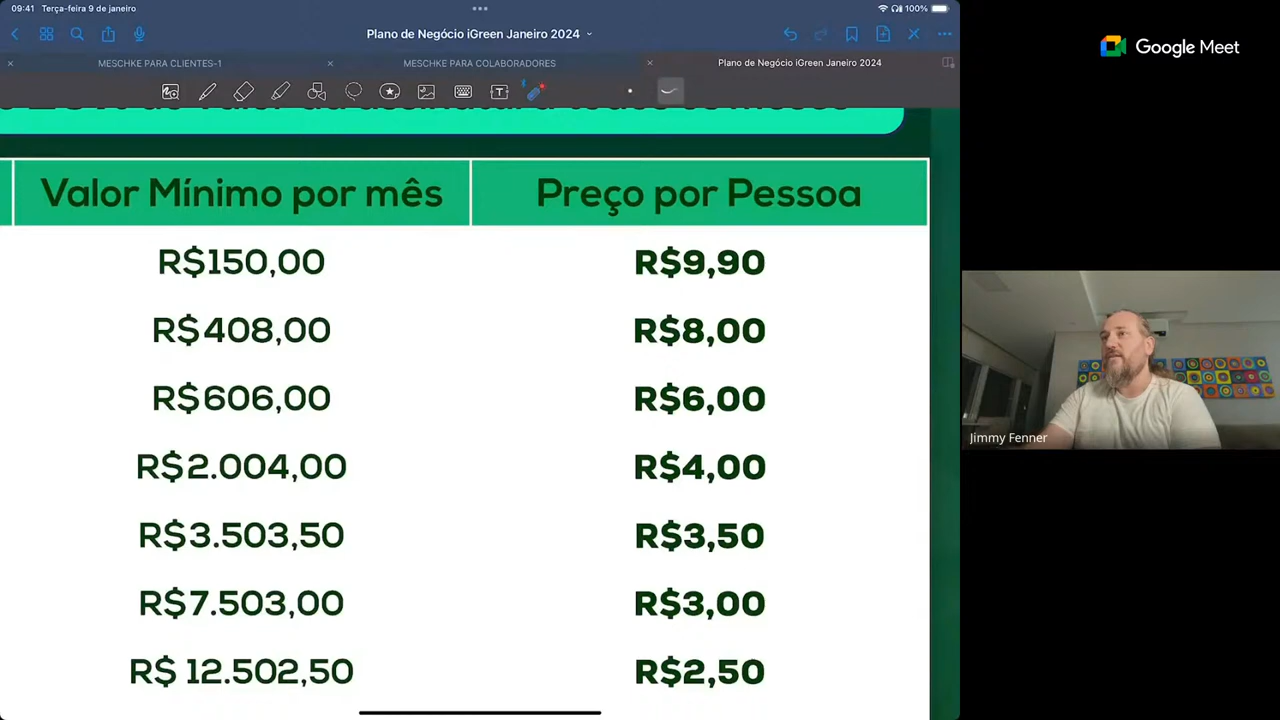 09:41 Terça-feira 9 de janeiro
100%
Plano de Negócio iGreen Janeiro 2024
MESCHKE PARA CLIENTES-1
MESCHKE PARA COLABORADORES
Plano de Negócio iGreen Janeiro 2024
Google Meet
Valor Mínimo por mês Preço por Pessoa
R$150,00 R$9,90
R$408,00 R$8,00
R$606,00 R$6,00
R$2.004,00 R$4,00
R$3.503,50 R$3,50
R$7.503,00 R$3,00
R$ 12.502,50 R$2,50
Jimmy Fenner